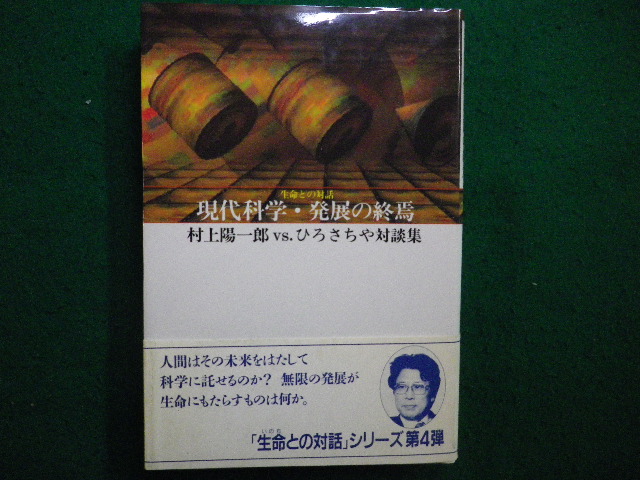 生命との対話
現代科学・発展の終焉
村上陽一郎 vs. ひろさちや対談集
人間はその未来をはたして
科学に託せるのか? 無限の発展が
生命にもたらすものは何か。
いのち
「生命との対話」シリーズ第4弾